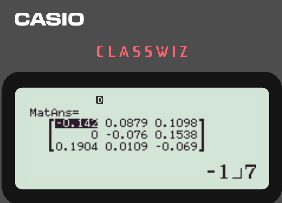 CASIO
CLASSWIZ
D
MatAns=
-0.142 0.0879 0.1098
0 -0.076 0.1538
0.1904 0.0109 -0.069
-1⌟7